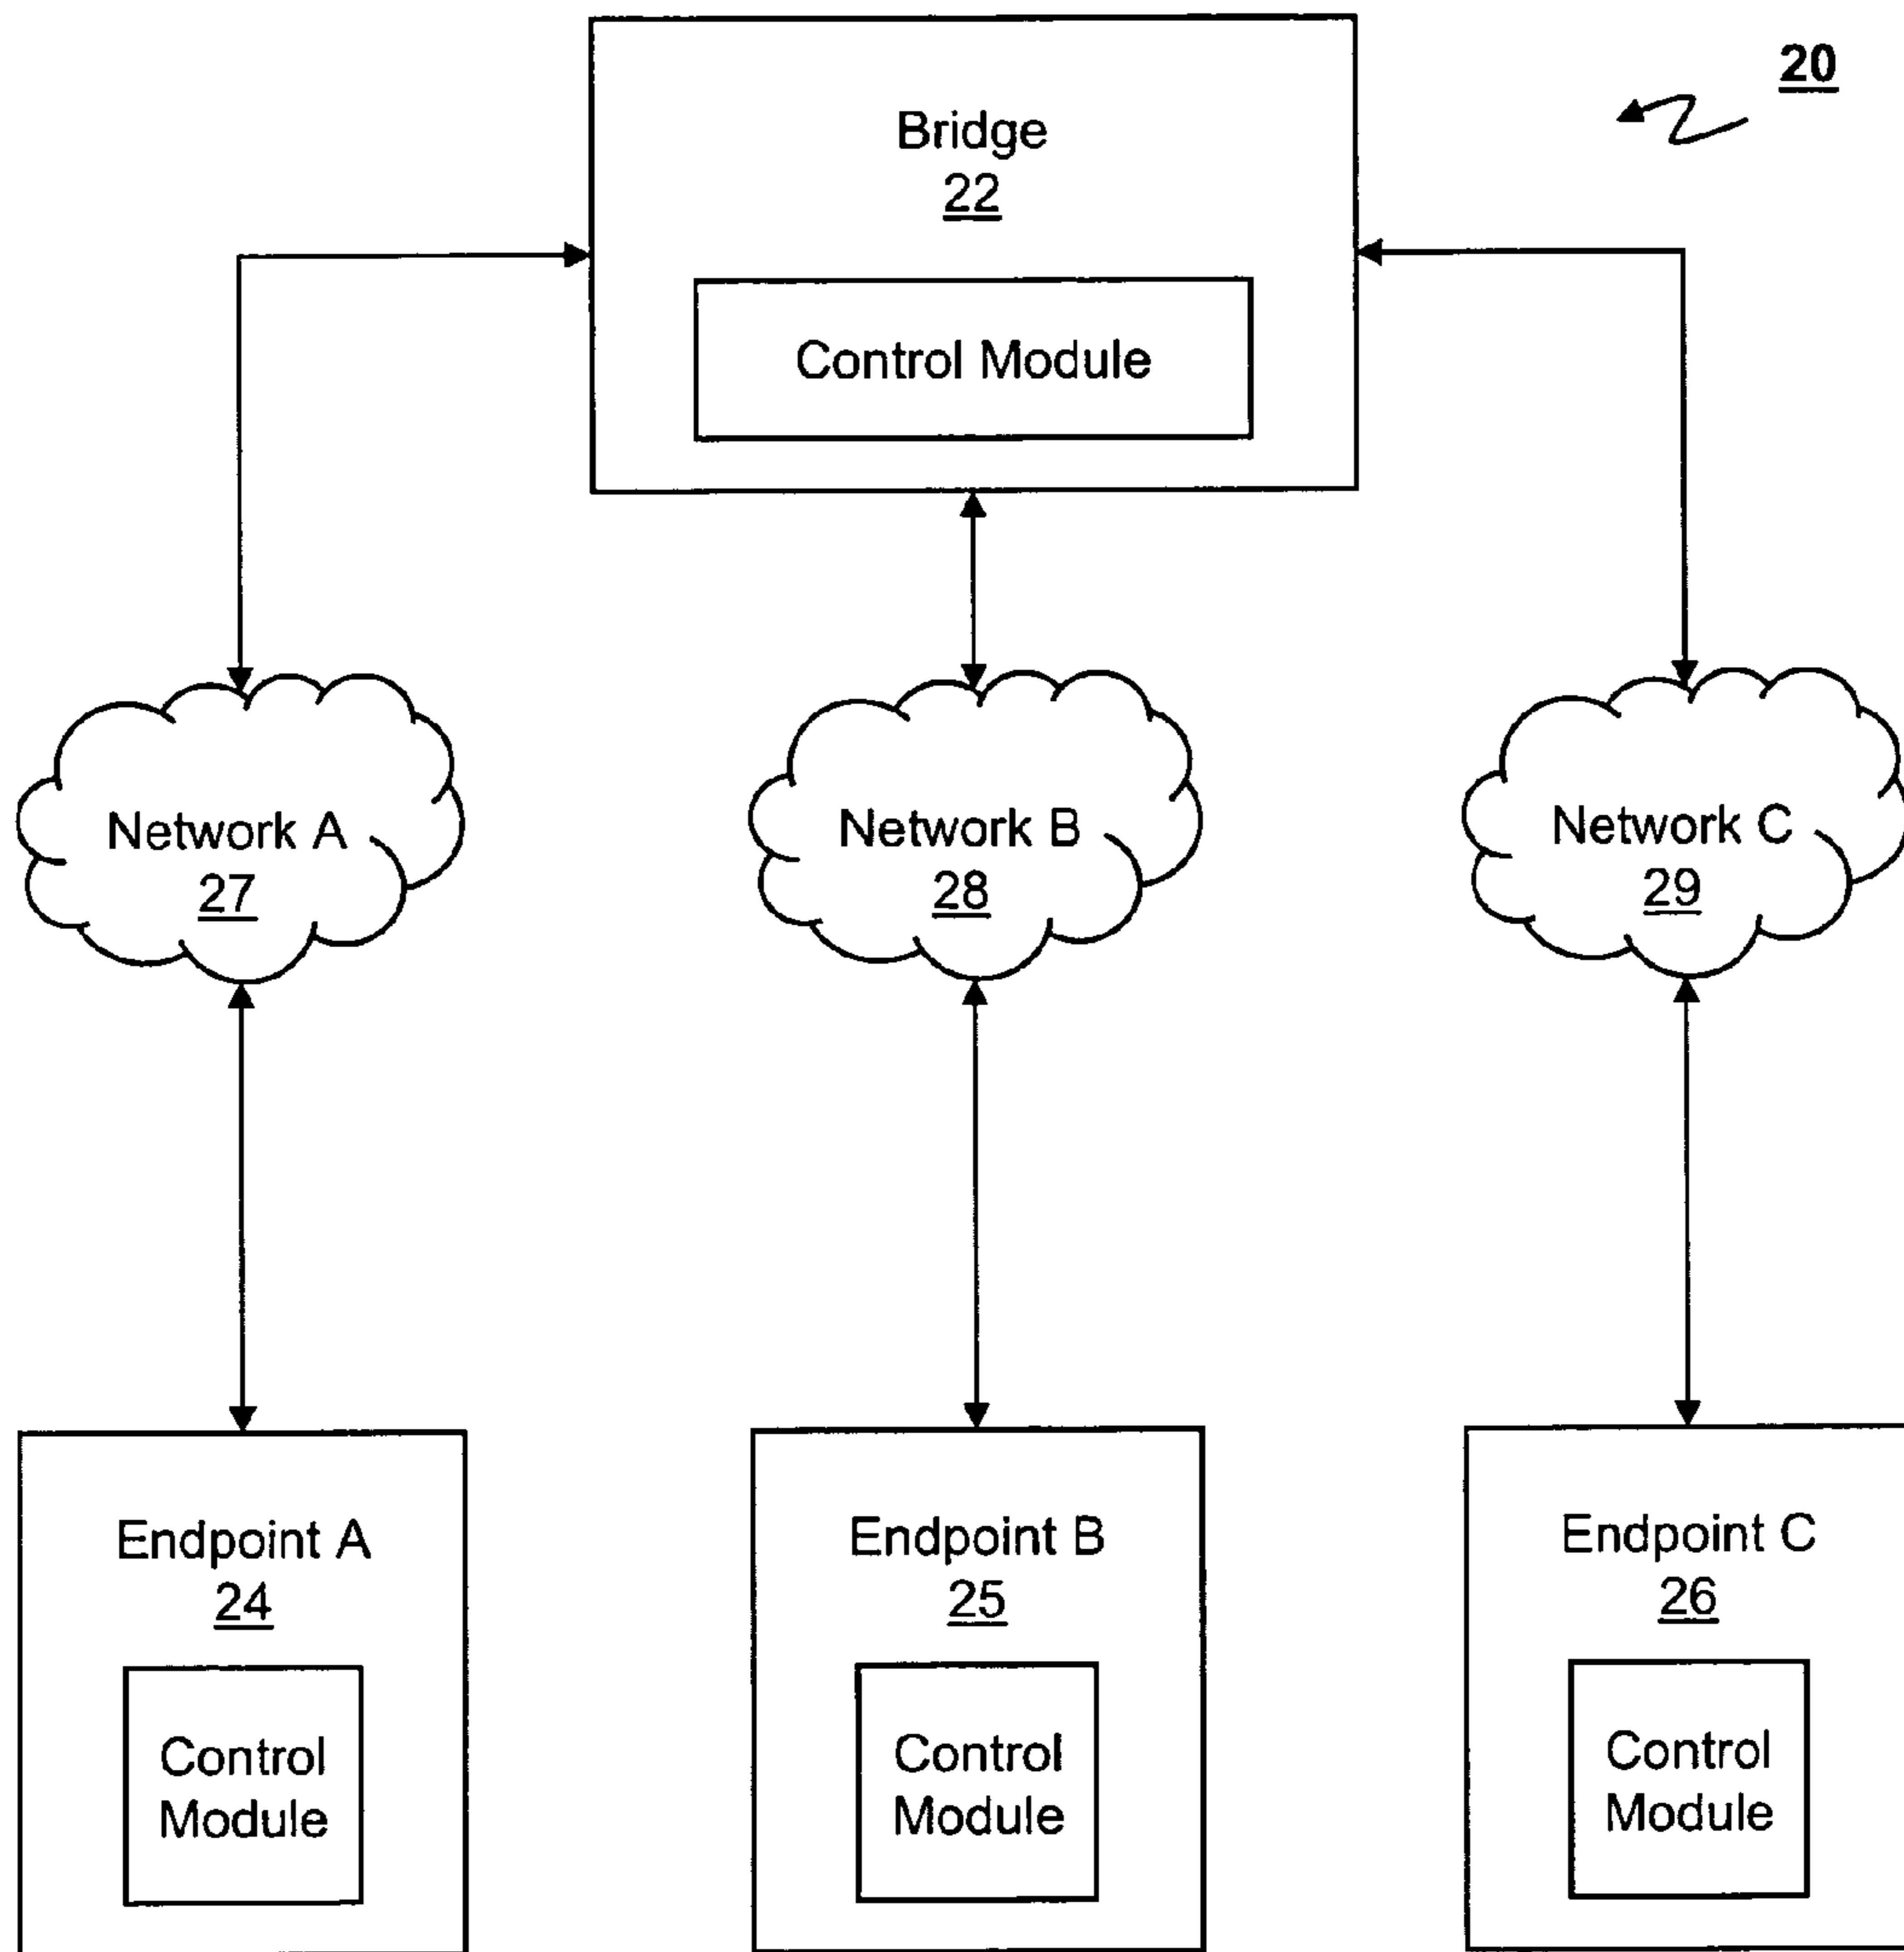 20
Bridge
22
Control Module
Network A
27
Network B
28
Network C
29
Endpoint A
24
Control
Module
Endpoint B
25
Control
Module
Endpoint C
26
Control
Module